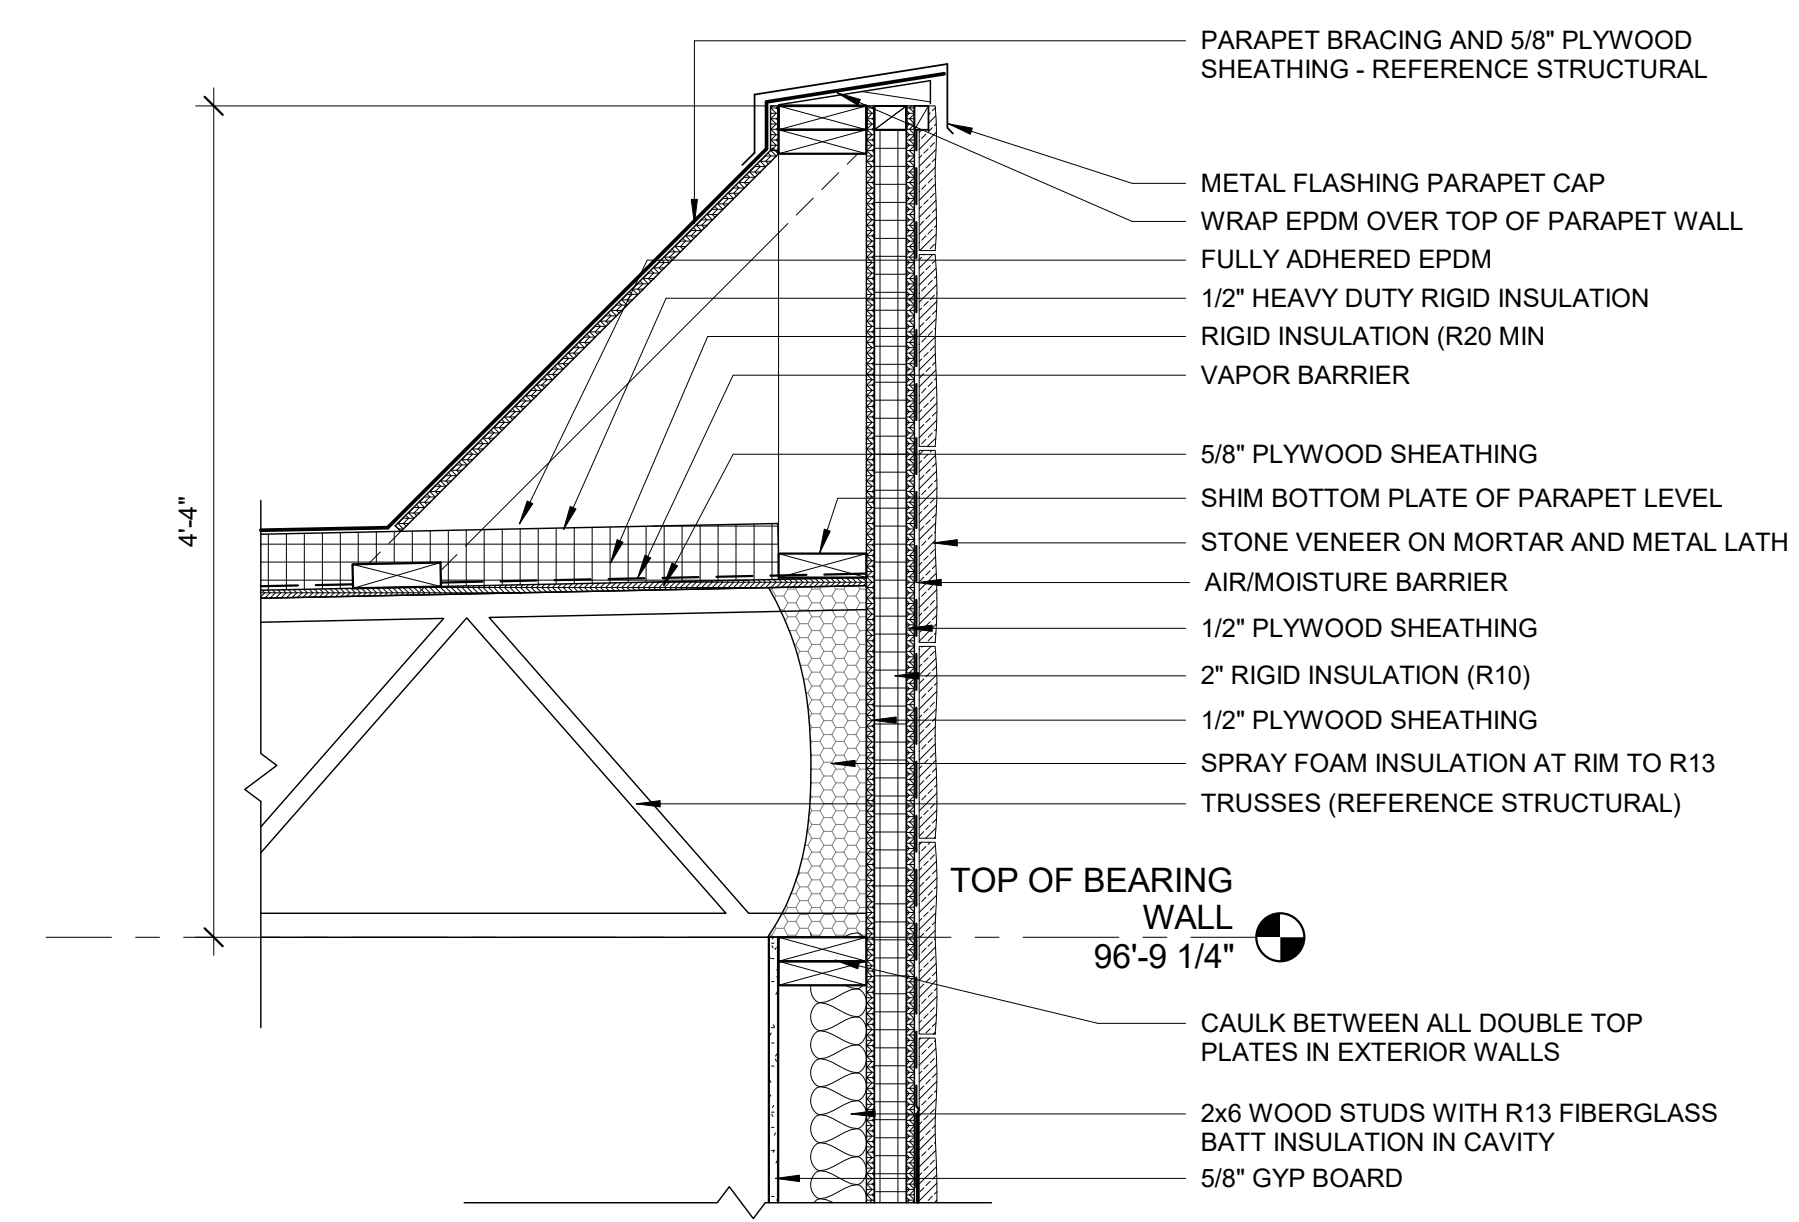 PARAPET BRACING AND 5/8" PLYWOOD
SHEATHING - REFERENCE STRUCTURAL
METAL FLASHING PARAPET CAP
WRAP EPDM OVER TOP OF PARAPET WALL
FULLY ADHERED EPDM
1/2" HEAVY DUTY RIGID INSULATION
RIGID INSULATION (R20 MIN
VAPOR BARRIER
5/8" PLYWOOD SHEATHING
SHIM BOTTOM PLATE OF PARAPET LEVEL
4'-4"
STONE VENEER ON MORTAR AND METAL LATH
AIR/MOISTURE BARRIER
1/2" PLYWOOD SHEATHING
2" RIGID INSULATION (R10)
1/2" PLYWOOD SHEATHING
SPRAY FOAM INSULATION AT RIM TO R13
TRUSSES (REFERENCE STRUCTURAL)
TOP OF BEARING
WALL
96'-9 1/4"
CAULK BETWEEN ALL DOUBLE TOP
PLATES IN EXTERIOR WALLS
2x6 WOOD STUDS WITH R13 FIBERGLASS
BATT INSULATION IN CAVITY
5/8" GYP BOARD